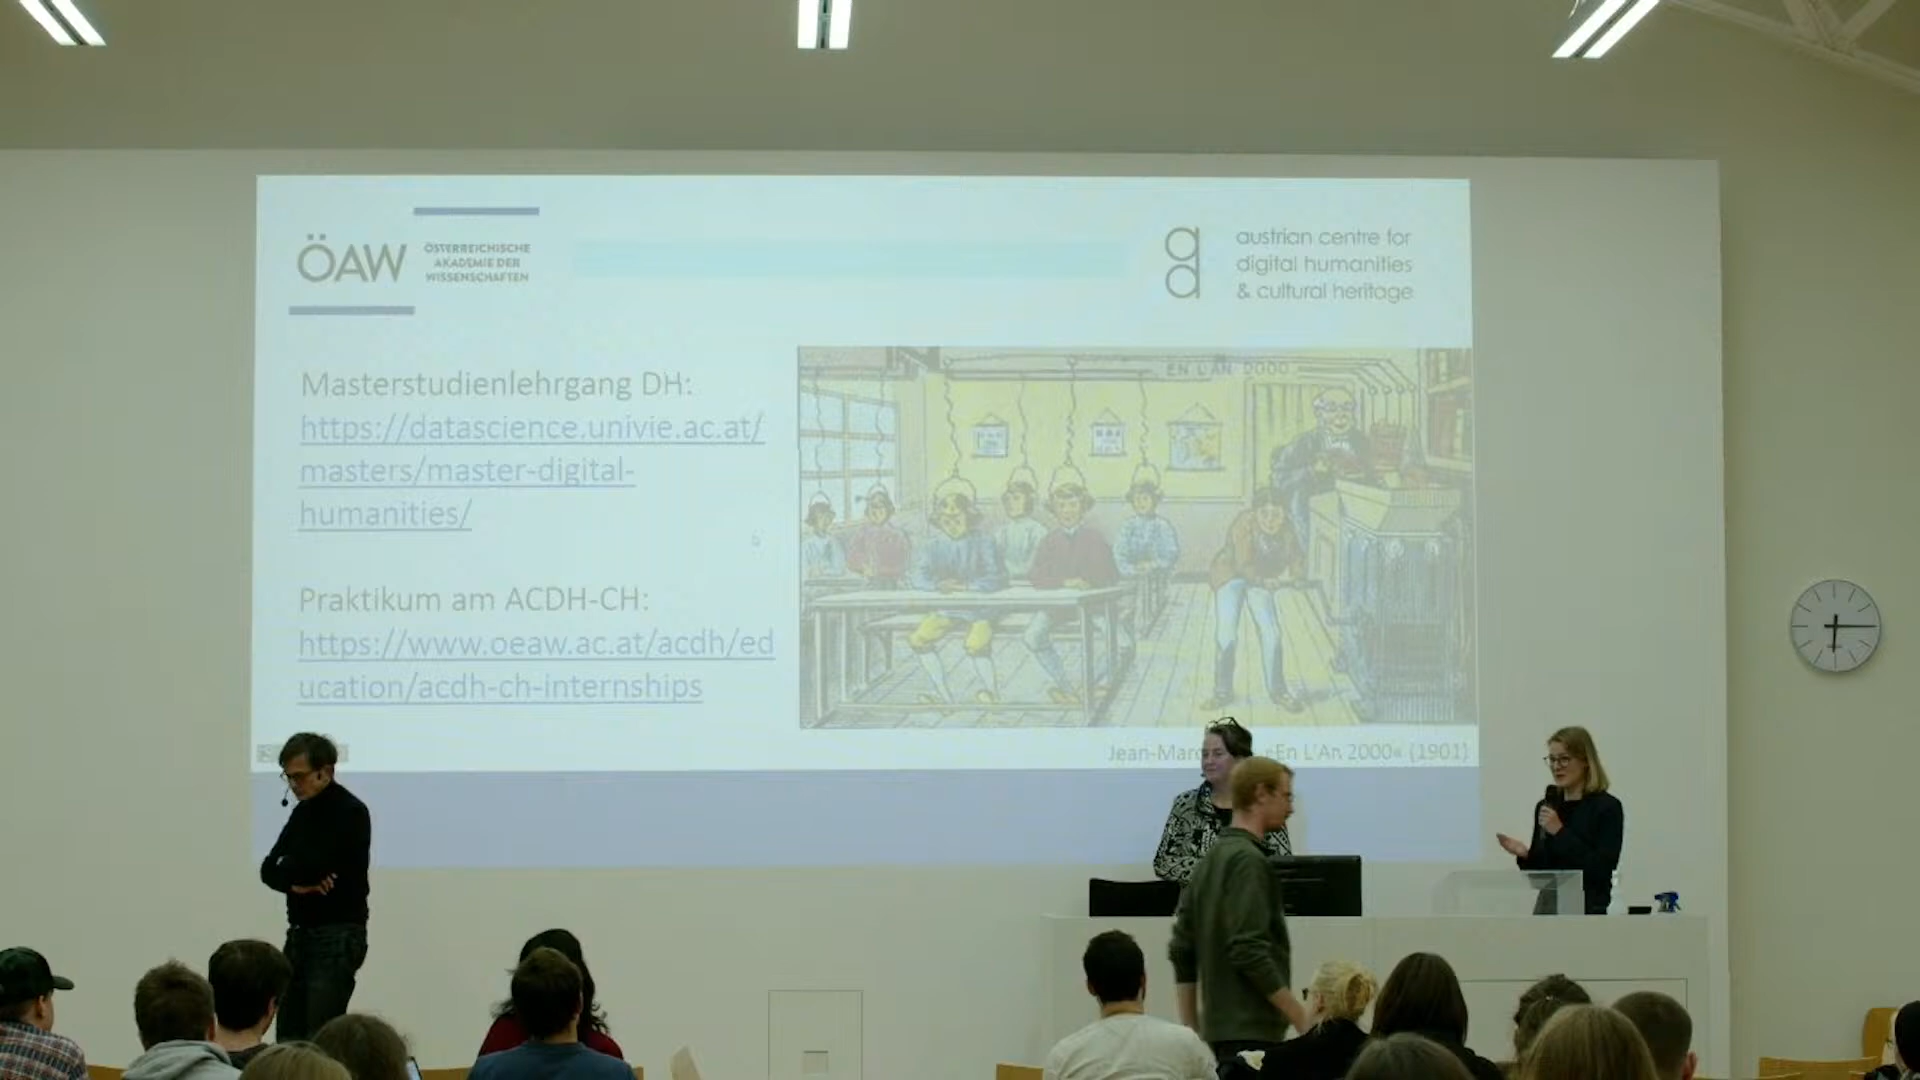 ÖAW
ÖSTERREICHISCHE
AKADEMIE DER
WISSENSCHAFTEN
austrian centre for
digital humanities
& cultural heritage
Masterstudienlehrgang DH:
https://datascience.univie.ac.at/
masters/master-digital-
humanities/
Praktikum am ACDH-CH:
https://www.oeaw.ac.at/acdh/ed
ucation/acdh-ch-internships
EN L'AN 2000
»En L'An 2000« (1901)